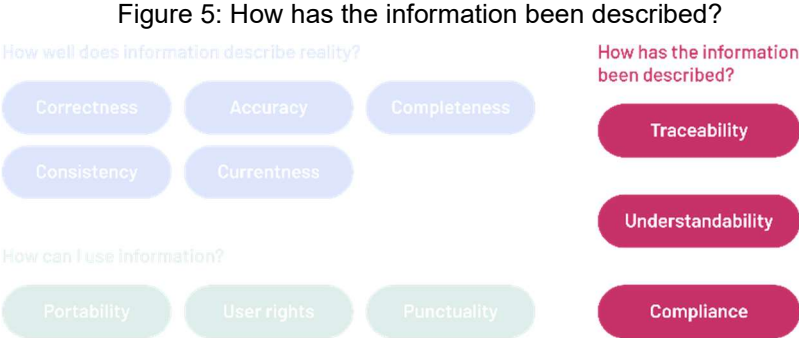 Figure 5: How has the information been described?
How well does information describe reality?
Correctness
Accuracy
Completeness
Consistency
Currentness
How can I use information?
Portability
User rights
Punctuality
How has the information
been described?
Traceability
Understandability
Compliance